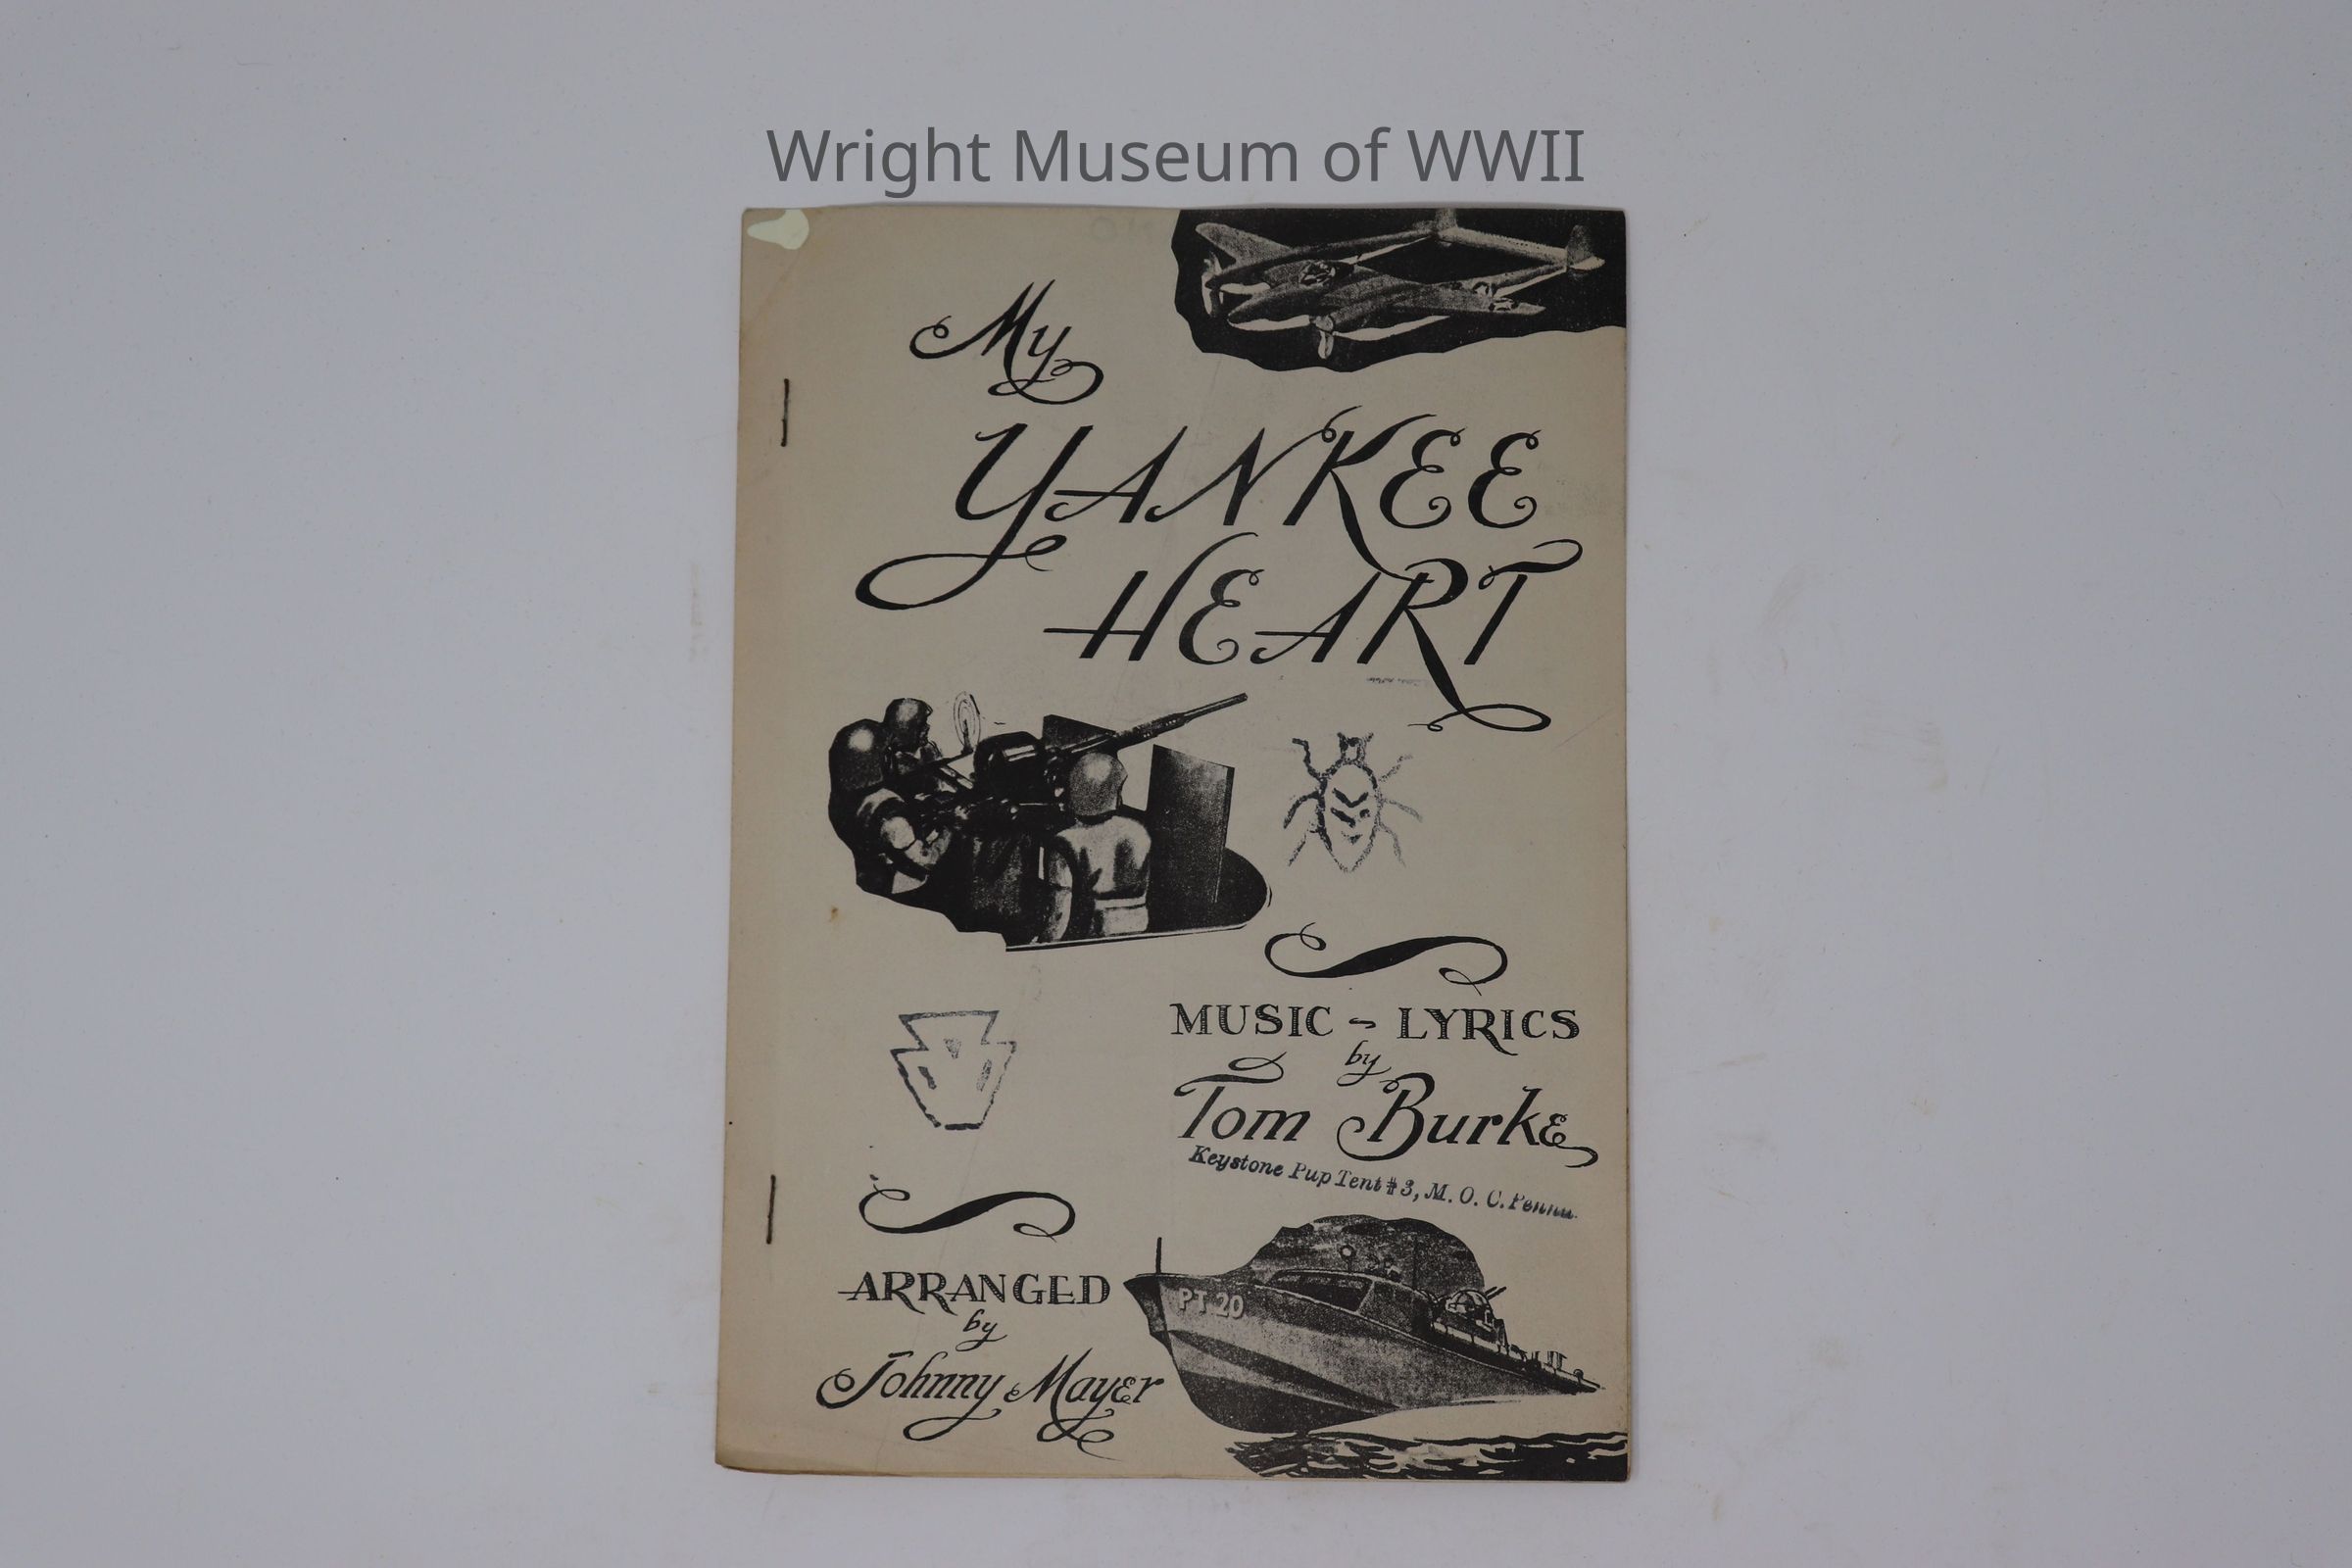 Wright Museum of WWII
My
YANKEE
HEART
MUSIC - LYRICS
by
Tom Burke
Keystone Pup Tent #3, M. O. C. Penna.
ARRANGED
by
Johnny Mayer
PT 20